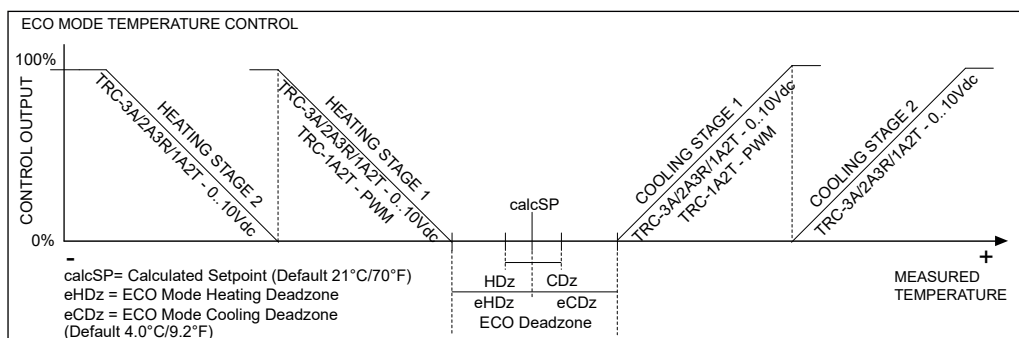 ECO MODE TEMPERATURE CONTROL
100%
CONTROL OUTPUT
0%
HEATING STAGE 2
TRC-3A/2A3R/1A2T - 0..10Vdc
HEATING STAGE 1
TRC-3A/2A3R/1A2T - 0..10Vdc
TRC-1A2T - PWM
calcSP
COOLING STAGE 1
TRC-3A/2A3R/1A2T - 0..10Vdc
TRC-1A2T - PWM
COOLING STAGE 2
TRC-3A/2A3R/1A2T - 0..10Vdc
-
+
calcSP= Calculated Setpoint (Default 21°C/70°F)
eHDz = ECO Mode Heating Deadzone
eCDz = ECO Mode Cooling Deadzone
(Default 4.0°C/9.2°F)
HDz
CDz
eHDz
eCDz
ECO Deadzone
MEASURED
TEMPERATURE